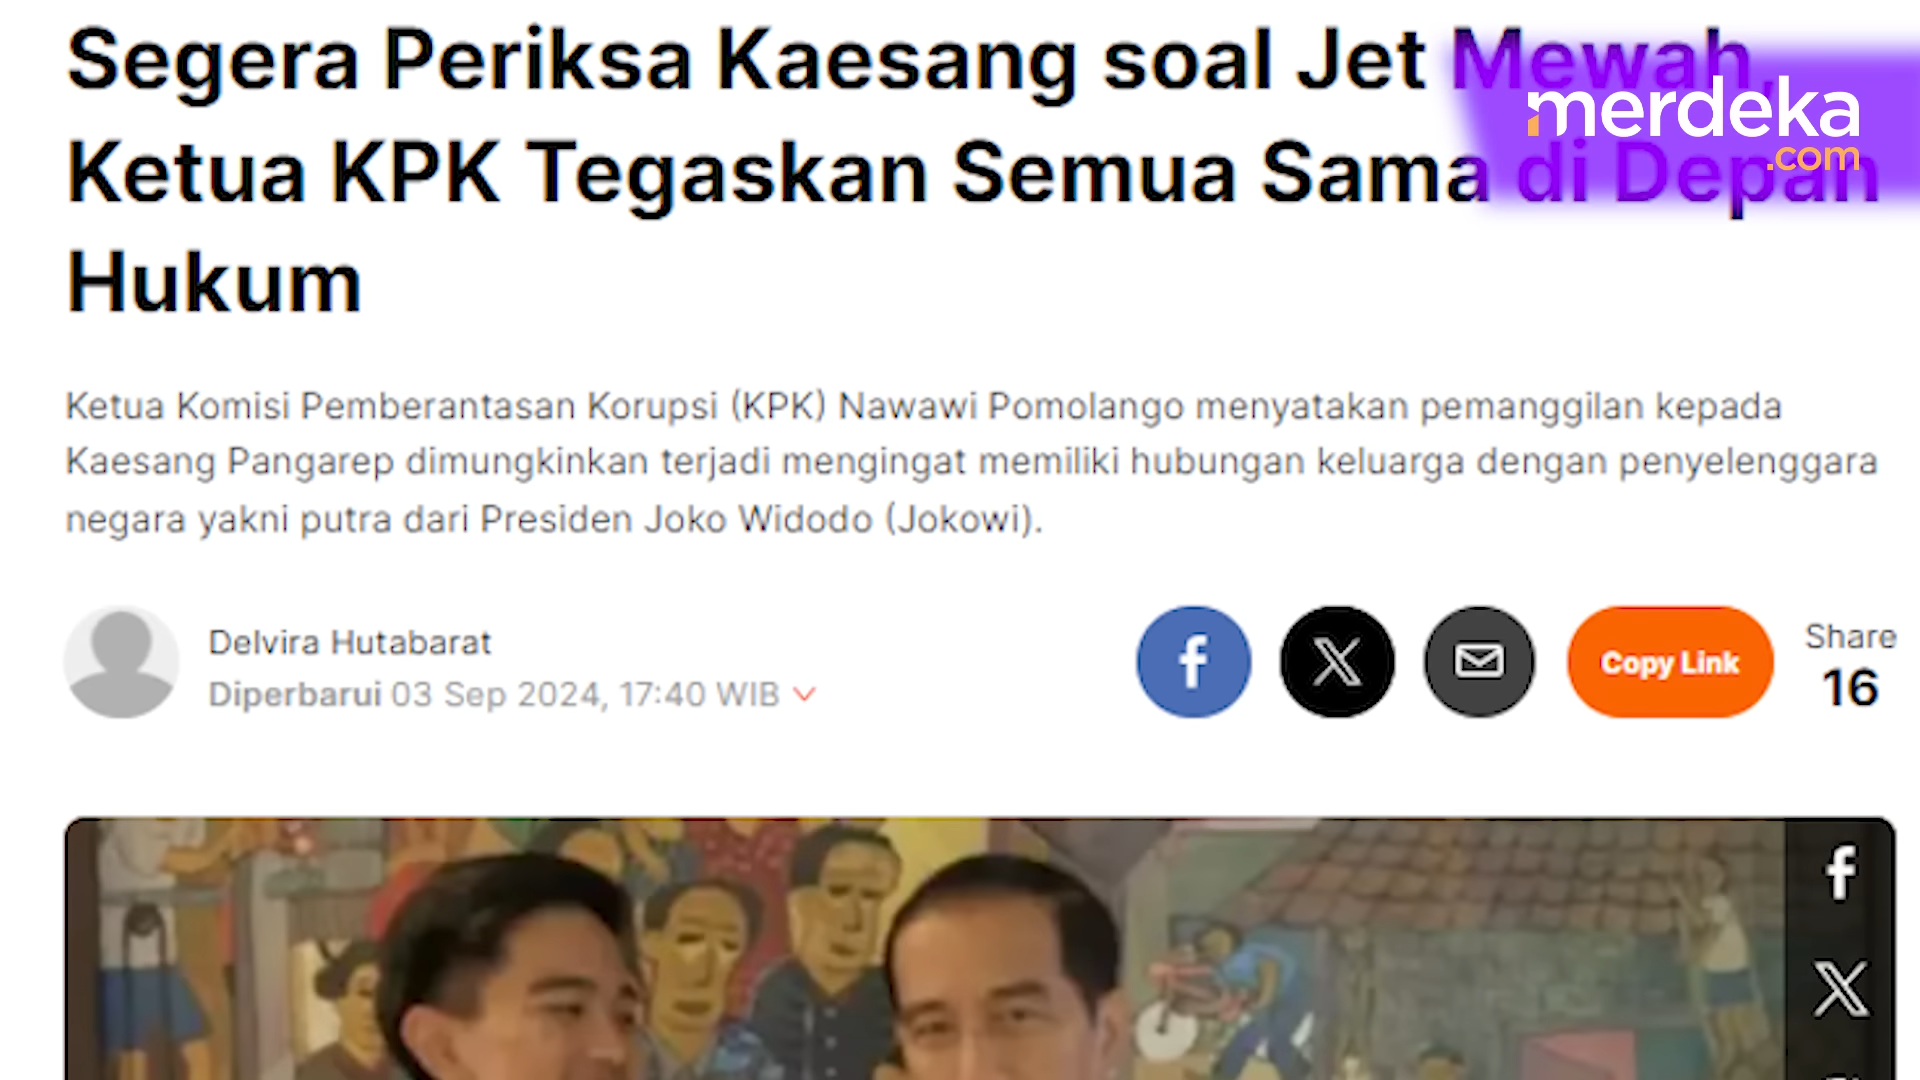 Segera Periksa Kaesang soal Jet Mewah,
Ketua KPK Tegaskan Semua Sama di Depan
Hukum
merdeka
.com
Ketua Komisi Pemberantasan Korupsi (KPK) Nawawi Pomolango menyatakan pemanggilan kepada
Kaesang Pangarep dimungkinkan terjadi mengingat memiliki hubungan keluarga dengan penyelenggara
negara yakni putra dari Presiden Joko Widodo (Jokowi).
Delvira Hutabarat
Diperbarui 03 Sep 2024, 17:40 WIB
Copy Link
Share
16